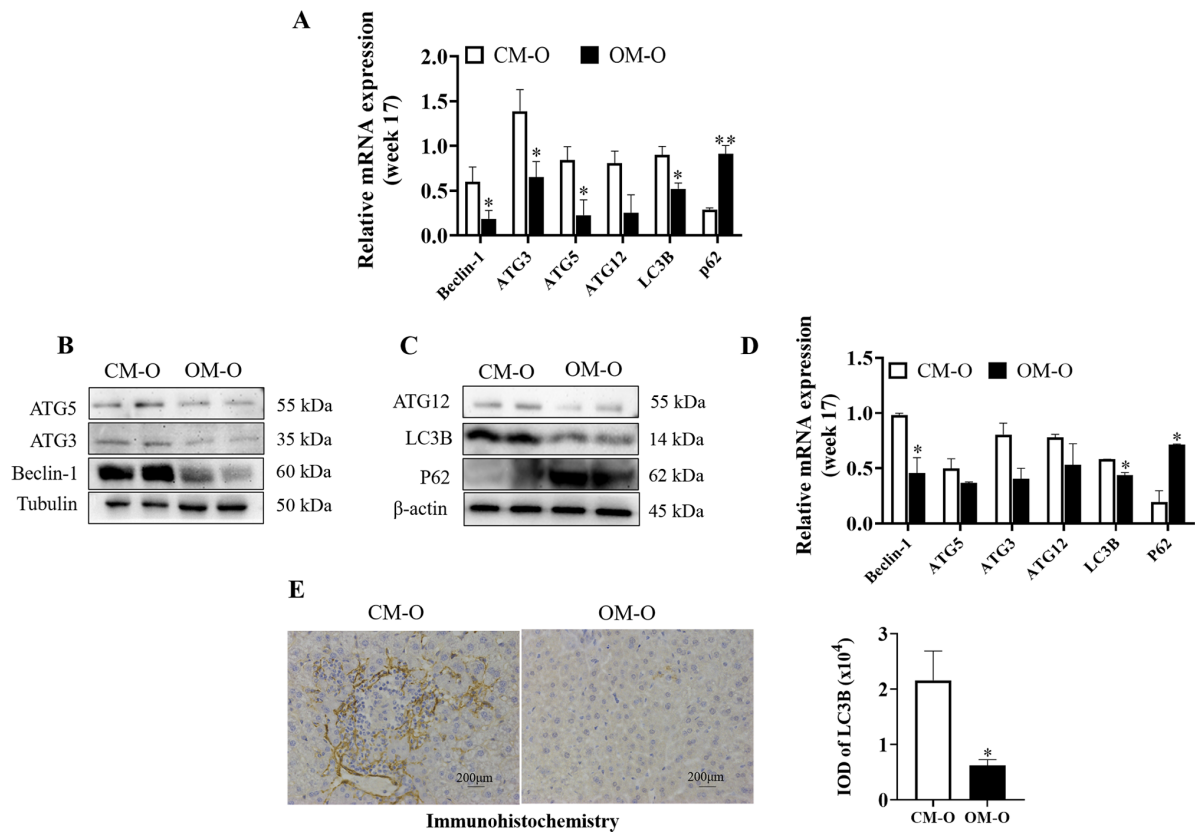 A
Relative mRNA expression
(week 17)
CM-O OM-O
2.0
1.5
1.0
0.5
0.0
* * * * **
Beclin-1 ATG3 ATG5 ATG12 LC3B p62
B
CM-O OM-O
ATG5 55 kDa
ATG3 35 kDa
Beclin-1 60 kDa
Tubulin 50 kDa
C
CM-O OM-O
ATG12 55 kDa
LC3B 14 kDa
P62 62 kDa
β-actin 45 kDa
D
Relative mRNA expression
(week 17)
CM-O OM-O
1.5
1.0
0.5
0.0
* * *
Beclin-1 ATG5 ATG3 ATG12 LC3B P62
E
CM-O OM-O
200μm 200μm
Immunohistochemistry
IOD of LC3B (x10⁴)
3
2
1
0
*
CM-O OM-O